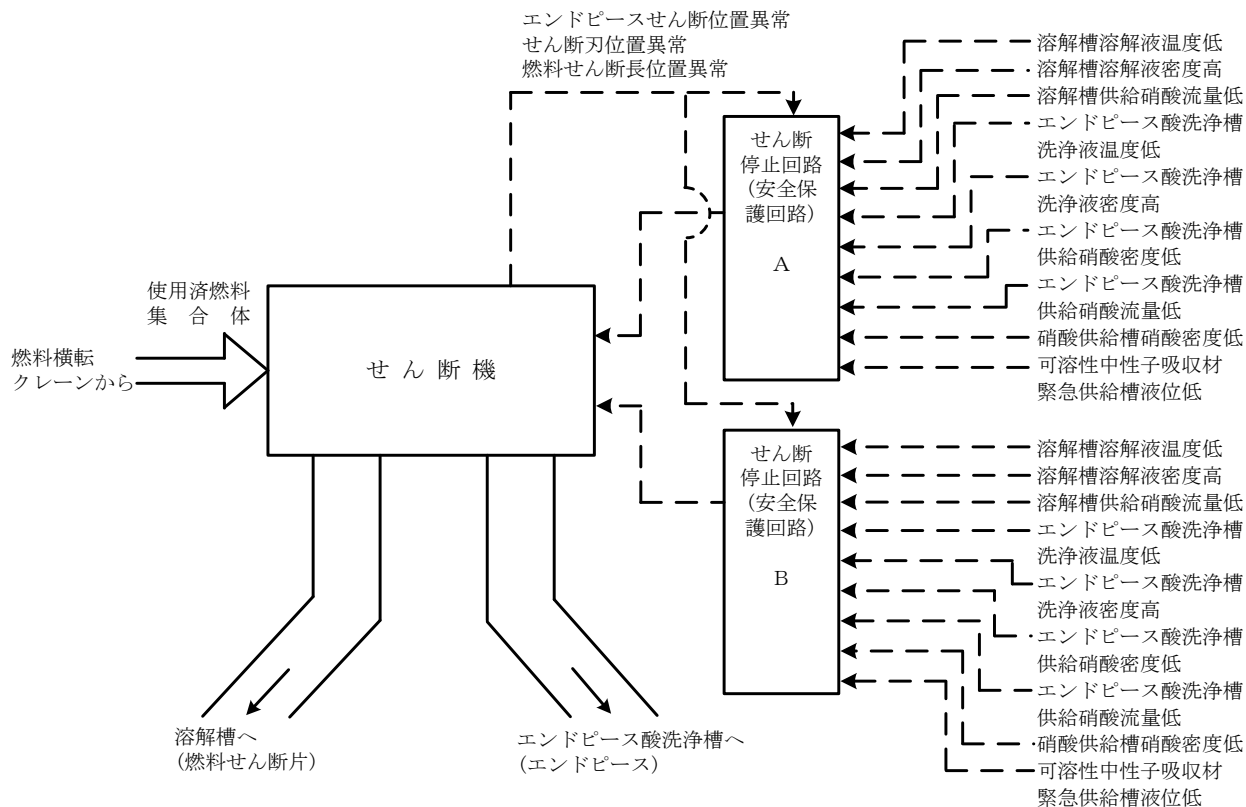 エンドピースせん断位置異常
せん断刃位置異常
燃料せん断長位置異常
溶解槽溶解液温度低
溶解槽溶解液密度高
溶解槽供給硝酸流量低
エンドピース酸洗浄槽
洗浄液温度低
エンドピース酸洗浄槽
洗浄液密度高
エンドピース酸洗浄槽
供給硝酸密度低
エンドピース酸洗浄槽
供給硝酸流量低
硝酸供給槽硝酸密度低
可溶性中性子吸収材
緊急供給槽液位低
せん断
停止回路
(安全保
護回路)
A
使用済燃料
集合体
燃料横転
クレーンから
せん断機
せん断
停止回路
(安全保
護回路)
B
溶解槽溶解液温度低
溶解槽溶解液密度高
溶解槽供給硝酸流量低
エンドピース酸洗浄槽
洗浄液温度低
エンドピース酸洗浄槽
洗浄液密度高
エンドピース酸洗浄槽
供給硝酸密度低
エンドピース酸洗浄槽
供給硝酸流量低
硝酸供給槽硝酸密度低
可溶性中性子吸収材
緊急供給槽液位低
溶解槽へ
(燃料せん断片)
エンドピース酸洗浄槽へ
(エンドピース)